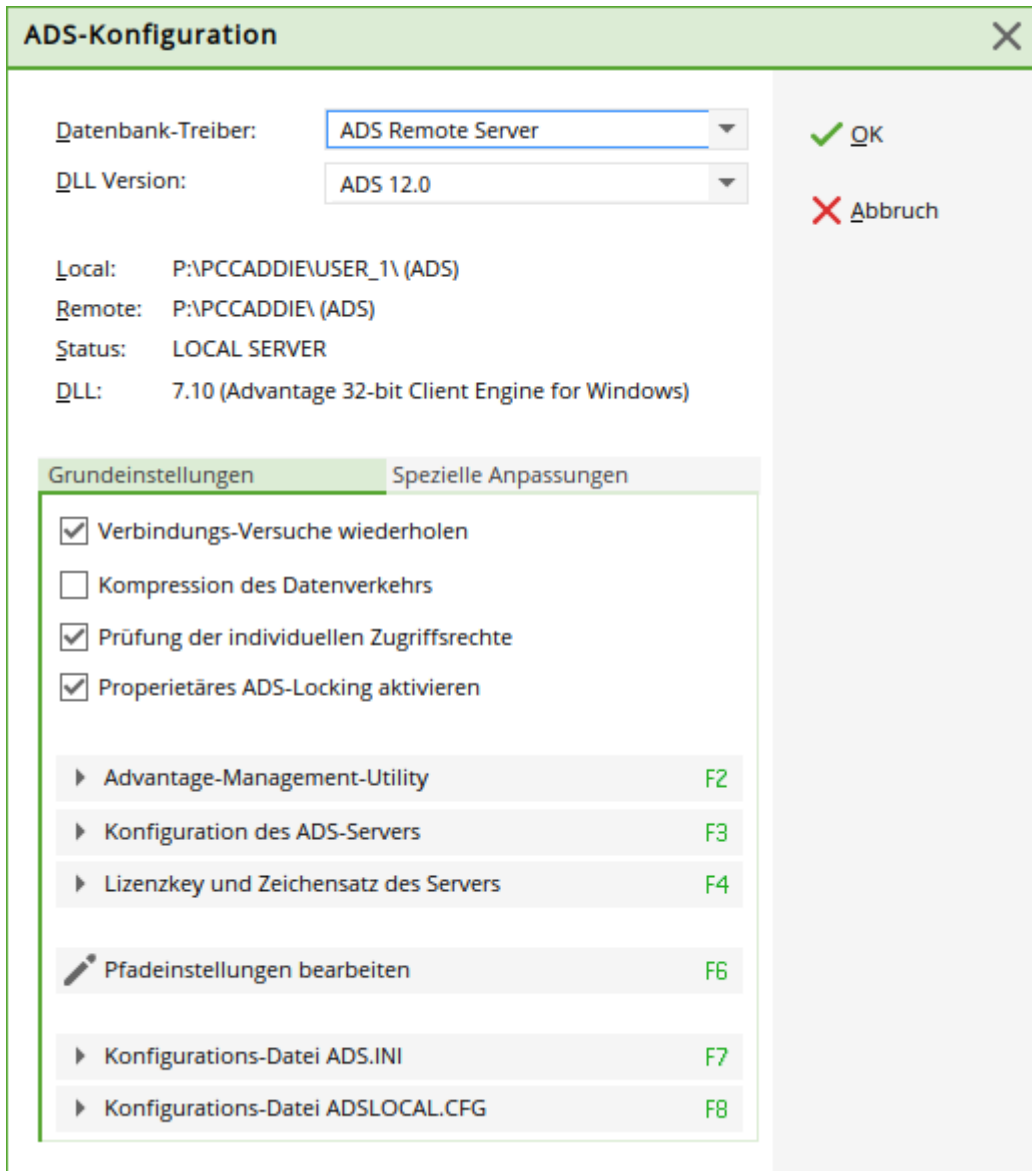 ADS-Konfiguration
Datenbank-Treiber: ADS Remote Server
OK
DLL Version: ADS 12.0
Abbruch
Local: P:\PCCADDIE\USER_1\ (ADS)
Remote: P:\PCCADDIE\ (ADS)
Status: LOCAL SERVER
DLL: 7.10 (Advantage 32-bit Client Engine for Windows)
Grundeinstellungen Spezielle Anpassungen
Verbindungs-Versuche wiederholen
Kompression des Datenverkehrs
Prüfung der individuellen Zugriffsrechte
Properietäres ADS-Locking aktivieren
Advantage-Management-Utility F2
Konfiguration des ADS-Servers F3
Lizenzkey und Zeichensatz des Servers F4
Pfadeinstellungen bearbeiten F6
Konfigurations-Datei ADS.INI F7
Konfigurations-Datei ADSLOCAL.CFG F8